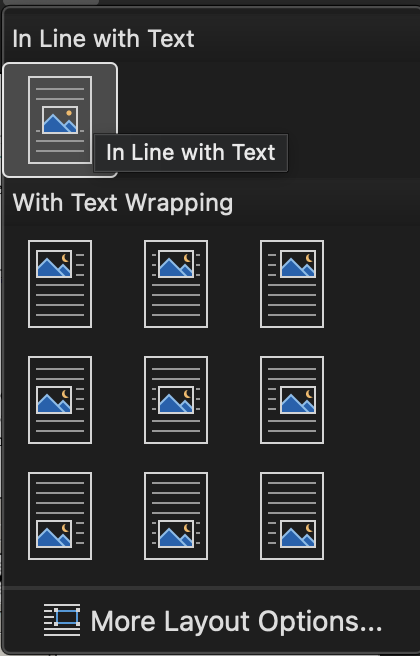 In Line with Text
In Line with Text
With Text Wrapping
More Layout Options...